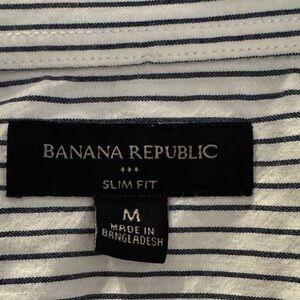 BANANA REPUBLIC
SLIM FIT
M
MADE IN
BANGLADESH